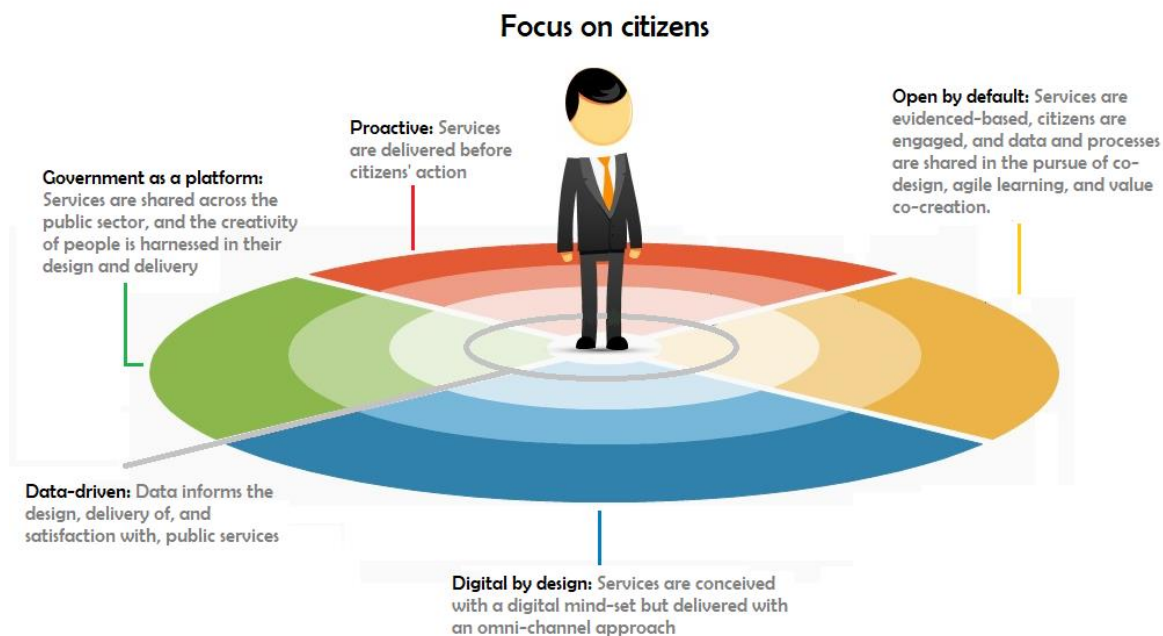 Focus on citizens
Proactive: Services
are delivered before
citizens' action
Open by default: Services are
evidenced-based, citizens are
engaged, and data and processes
are shared in the pursue of co-
design, agile learning, and value
co-creation.
Government as a platform:
Services are shared across the
public sector, and the creativity
of people is harnessed in their
design and delivery
Data-driven: Data informs the
design, delivery of, and
satisfaction with, public services
Digital by design: Services are conceived
with a digital mind-set but delivered with
an omni-channel approach